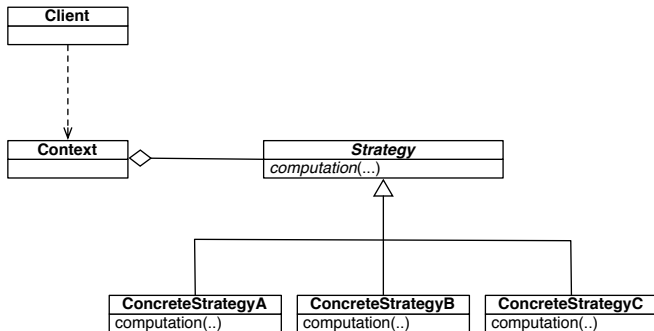 Client
Context
Strategy
computation(...)
ConcreteStrategyA
ConcreteStrategyB
ConcreteStrategyC
computation(..)
computation(..)
computation(..)